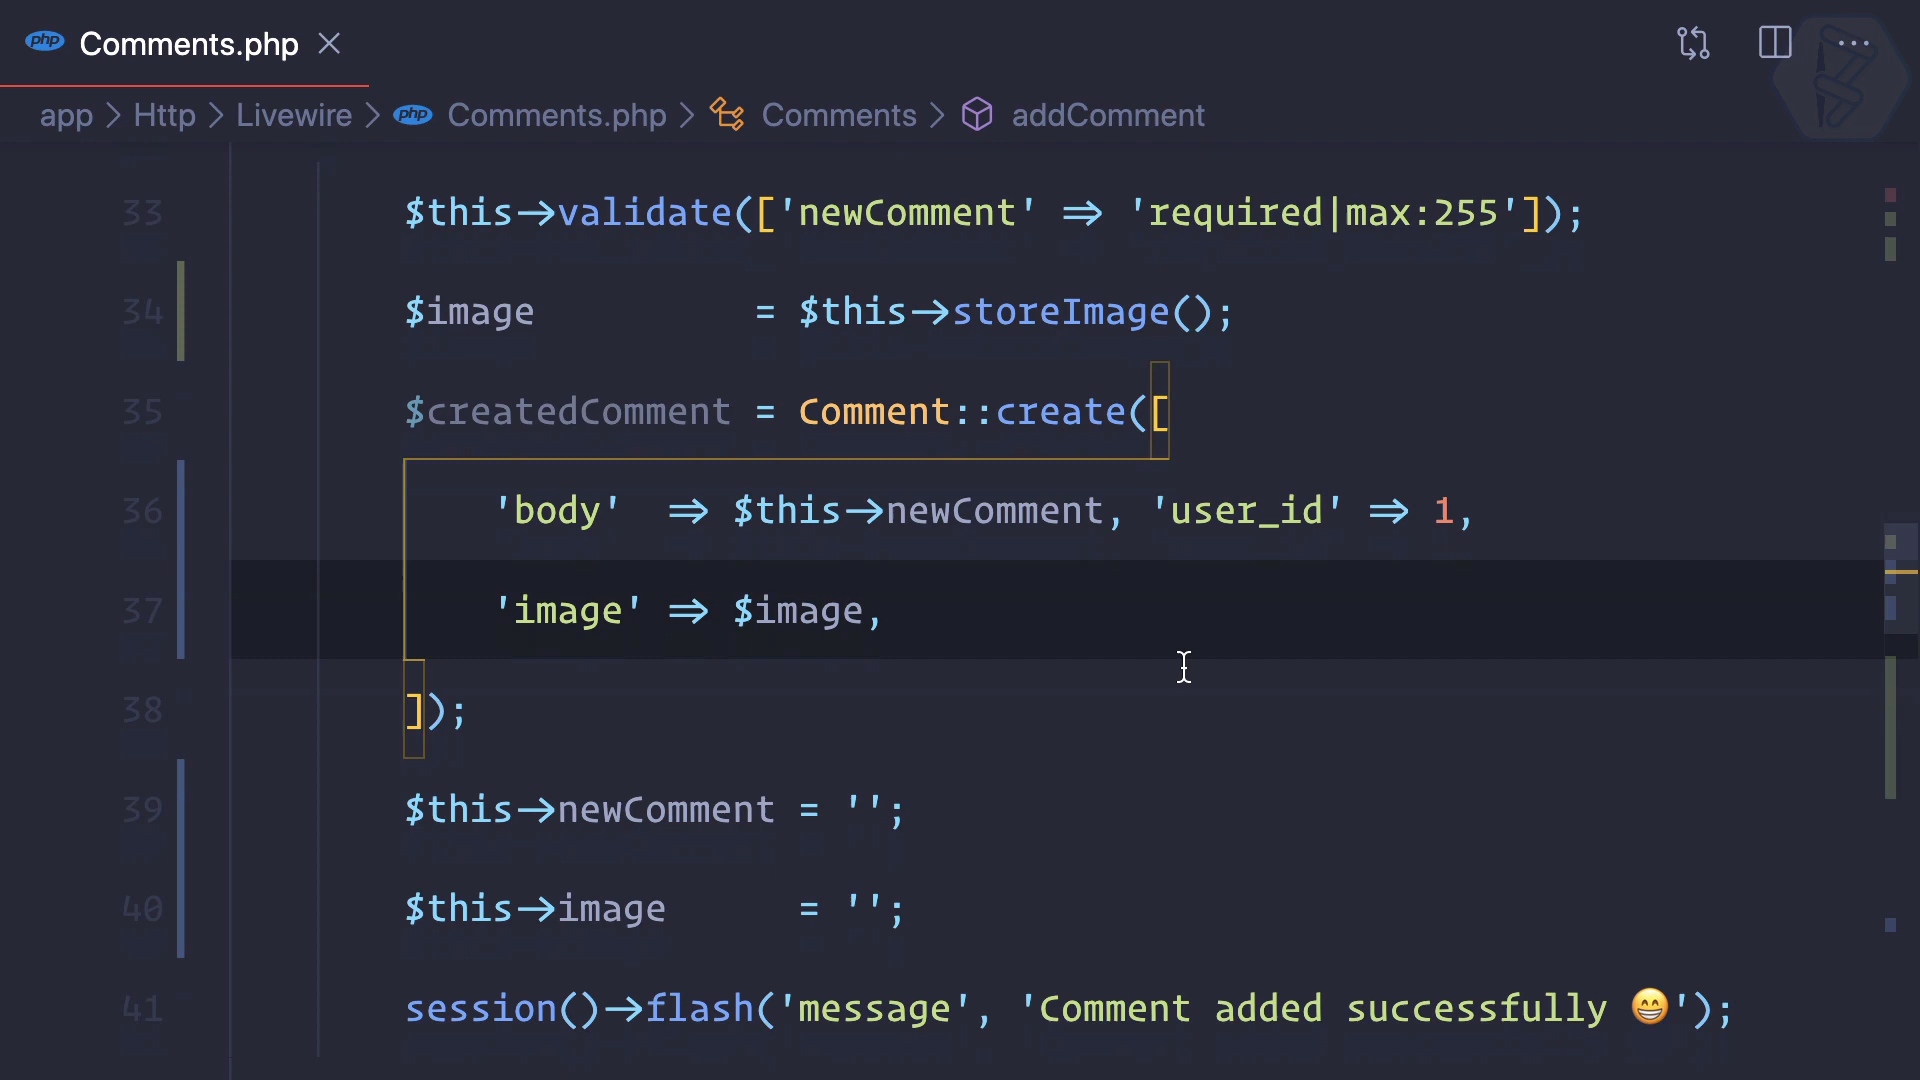 php Comments.php
app > Http > Livewire > php Comments.php > Comments > addComment
33 $this->validate(['newComment' => 'required|max:255']);
34 $image = $this->storeImage();
35 $createdComment = Comment::create([
36 'body' => $this->newComment, 'user_id' => 1,
37 'image' => $image,
38 ]);
39 $this->newComment = '';
40 $this->image = '';
41 session()->flash('message', 'Comment added successfully 😁');